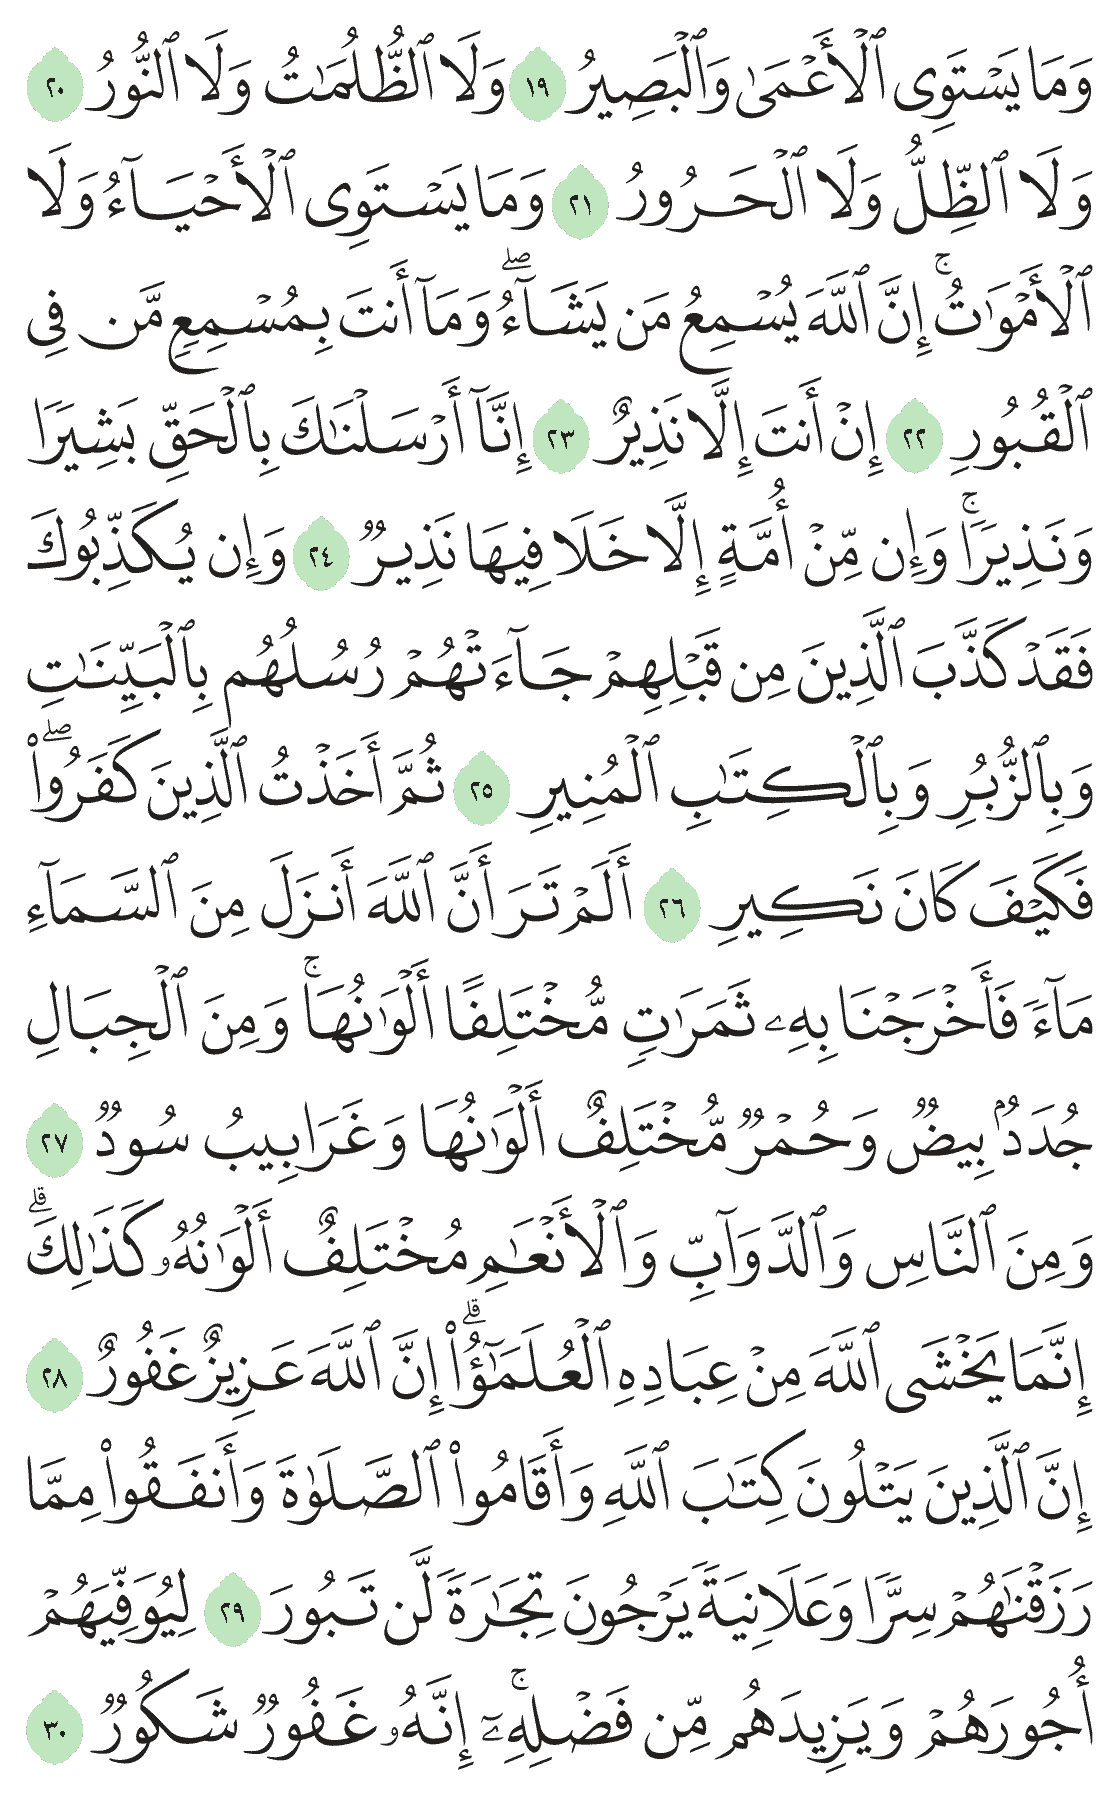 وَمَا يَسۡتَوِي ٱلۡأَعۡمَىٰ وَٱلۡبَصِيرُ ١٩ وَلَا ٱلظُّلُمَٰتُ وَلَا ٱلنُّورُ ٢٠
وَلَا ٱلظِّلُّ وَلَا ٱلۡحَرُورُ ٢١ وَمَا يَسۡتَوِي ٱلۡأَحۡيَآءُ وَلَا
ٱلۡأَمۡوَٰتُۚ إِنَّ ٱللَّهَ يُسۡمِعُ مَن يَشَآءُۖ وَمَآ أَنتَ بِمُسۡمِعٖ مَّن فِي
ٱلۡقُبُورِ ٢٢ إِنۡ أَنتَ إِلَّا نَذِيرٌ ٢٣ إِنَّآ أَرۡسَلۡنَٰكَ بِٱلۡحَقِّ بَشِيرٗا
وَنَذِيرٗاۚ وَإِن مِّنۡ أُمَّةٍ إِلَّا خَلَا فِيهَا نَذِيرٞ ٢٤ وَإِن يُكَذِّبُوكَ
فَقَدۡ كَذَّبَ ٱلَّذِينَ مِن قَبۡلِهِمۡ جَآءَتۡهُمۡ رُسُلُهُم بِٱلۡبَيِّنَٰتِ
وَبِٱلزُّبُرِ وَبِٱلۡكِتَٰبِ ٱلۡمُنِيرِ ٢٥ ثُمَّ أَخَذۡتُ ٱلَّذِينَ كَفَرُواْۖ
فَكَيۡفَ كَانَ نَكِيرِ ٢٦ أَلَمۡ تَرَ أَنَّ ٱللَّهَ أَنزَلَ مِنَ ٱلسَّمَآءِ
مَآءٗ فَأَخۡرَجۡنَا بِهِۦ ثَمَرَٰتٖ مُّخۡتَلِفًا أَلۡوَٰنُهَاۚ وَمِنَ ٱلۡجِبَالِ
جُدَدُۢ بِيضٞ وَحُمۡرٞ مُّخۡتَلِفٌ أَلۡوَٰنُهَا وَغَرَابِيبُ سُودٞ ٢٧
وَمِنَ ٱلنَّاسِ وَٱلدَّوَآبِّ وَٱلۡأَنۡعَٰمِ مُخۡتَلِفٌ أَلۡوَٰنُهُۥ كَذَٰلِكَۗ
إِنَّمَا يَخۡشَى ٱللَّهَ مِنۡ عِبَادِهِ ٱلۡعُلَمَٰٓؤُاْۗ إِنَّ ٱللَّهَ عَزِيزٌ غَفُورٌ ٢٨
إِنَّ ٱلَّذِينَ يَتۡلُونَ كِتَٰبَ ٱللَّهِ وَأَقَامُواْ ٱلصَّلَوٰةَ وَأَنفَقُواْ مِمَّا
رَزَقۡنَٰهُمۡ سِرّٗا وَعَلَانِيَةٗ يَرۡجُونَ تِجَٰرَةٗ لَّن تَبُورَ ٢٩ لِيُوَفِّيَهُمۡ
أُجُورَهُمۡ وَيَزِيدَهُم مِّن فَضۡلِهِۦٓۚ إِنَّهُۥ غَفُورٞ شَكُورٞ ٣٠